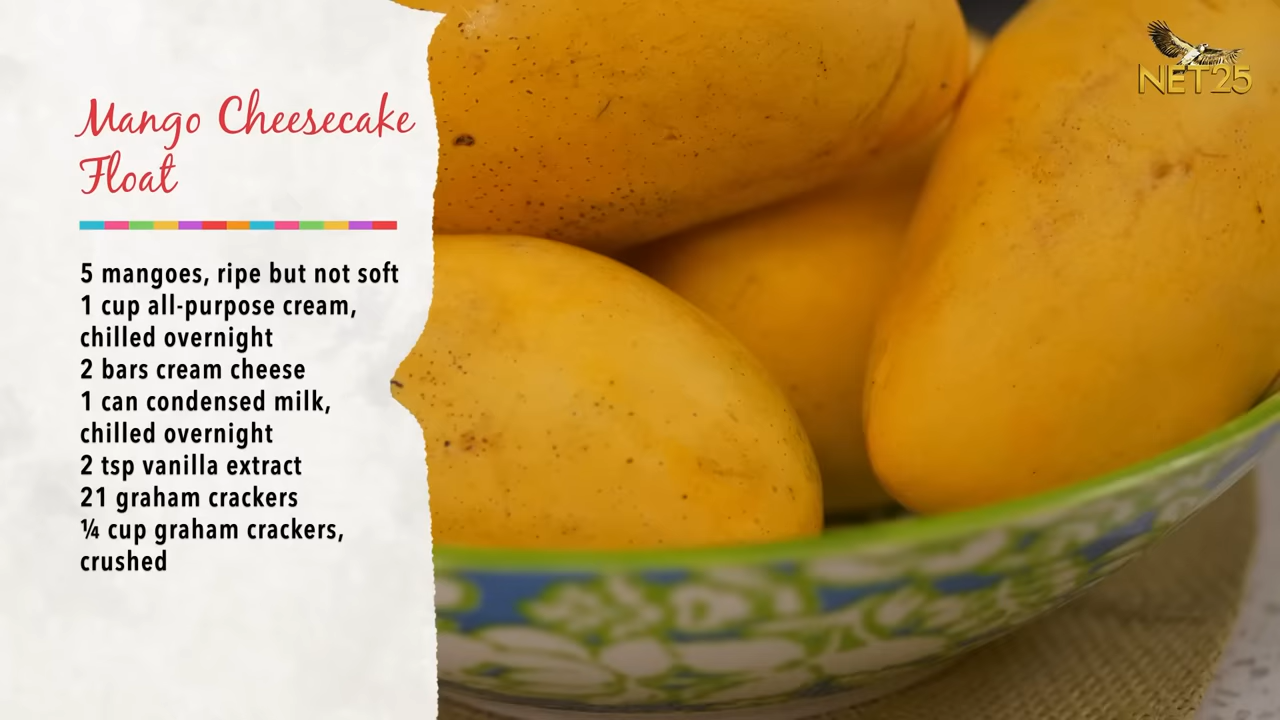 Mango Cheesecake
Float
5 mangoes, ripe but not soft
1 cup all-purpose cream,
chilled overnight
2 bars cream cheese
1 can condensed milk,
chilled overnight
2 tsp vanilla extract
21 graham crackers
¼ cup graham crackers,
crushed
NET25